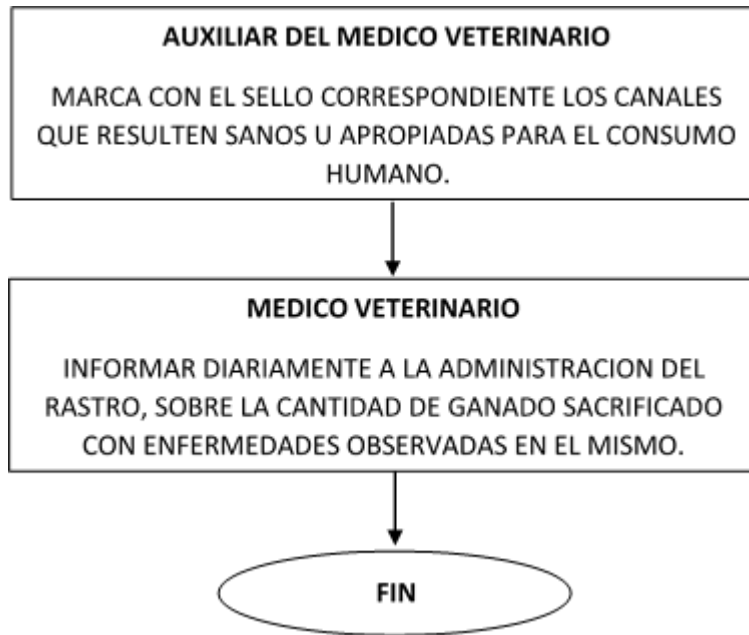 AUXILIAR DEL MEDICO VETERINARIO
MARCA CON EL SELLO CORRESPONDIENTE LOS CANALES
QUE RESULTEN SANOS U APROPIADAS PARA EL CONSUMO
HUMANO.
MEDICO VETERINARIO
INFORMAR DIARIAMENTE A LA ADMINISTRACION DEL
RASTRO, SOBRE LA CANTIDAD DE GANADO SACRIFICADO
CON ENFERMEDADES OBSERVADAS EN EL MISMO.
FIN